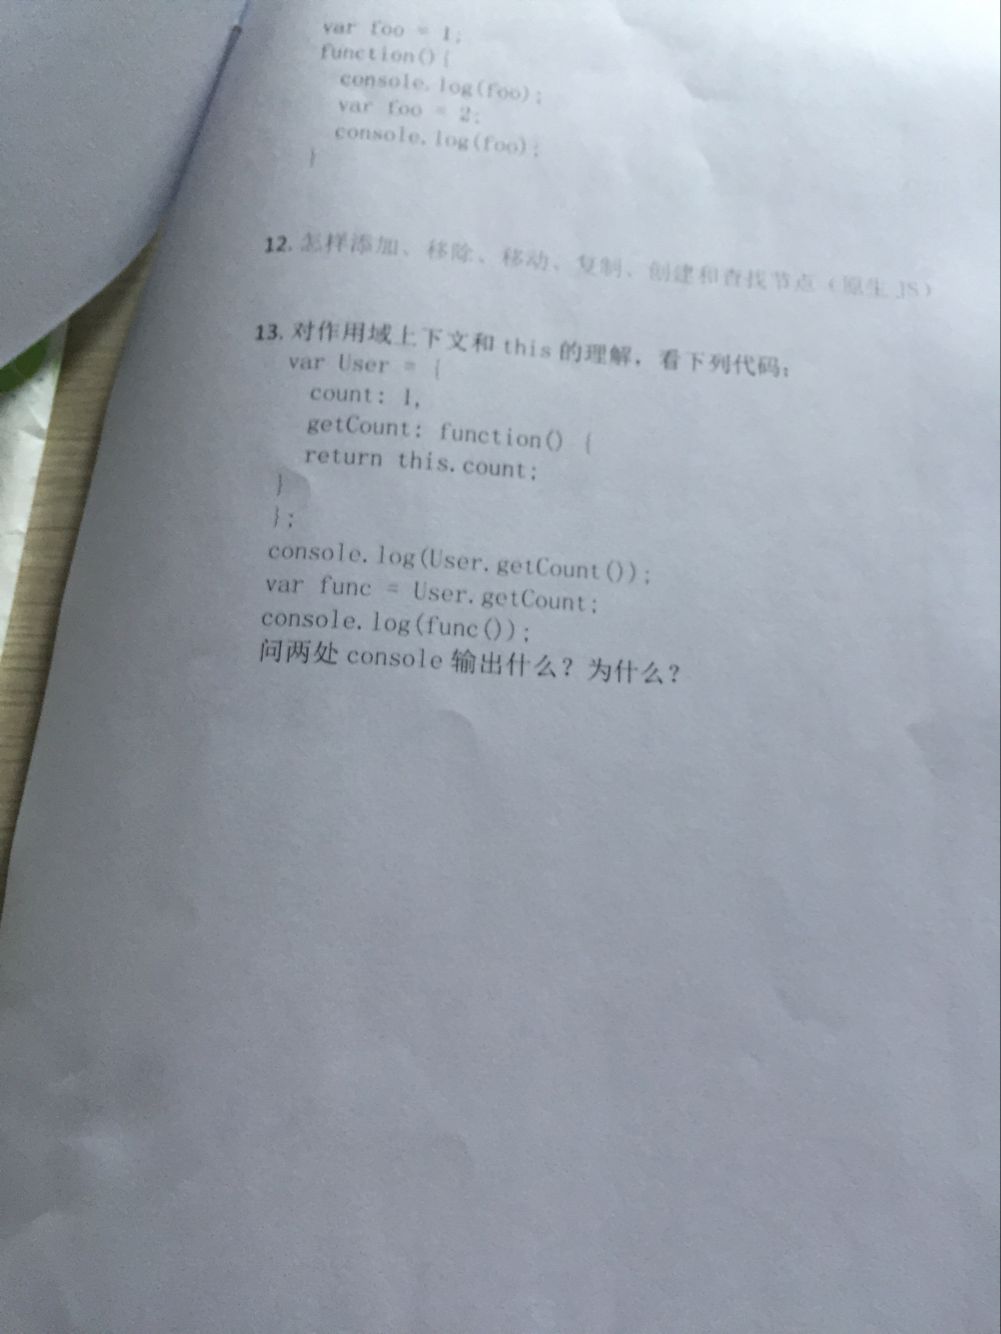 var foo = 1;
function(){
console.log(foo);
var foo = 2;
console.log(foo);
}
12. 怎样添加、移除、移动、复制、创建和查找节点（原生 JS）
13. 对作用域上下文和 this 的理解，看下列代码：
var User = {
count: 1,
getCount: function() {
return this.count;
}
};
console.log(User.getCount());
var func = User.getCount;
console.log(func());
问两处 console 输出什么？为什么？